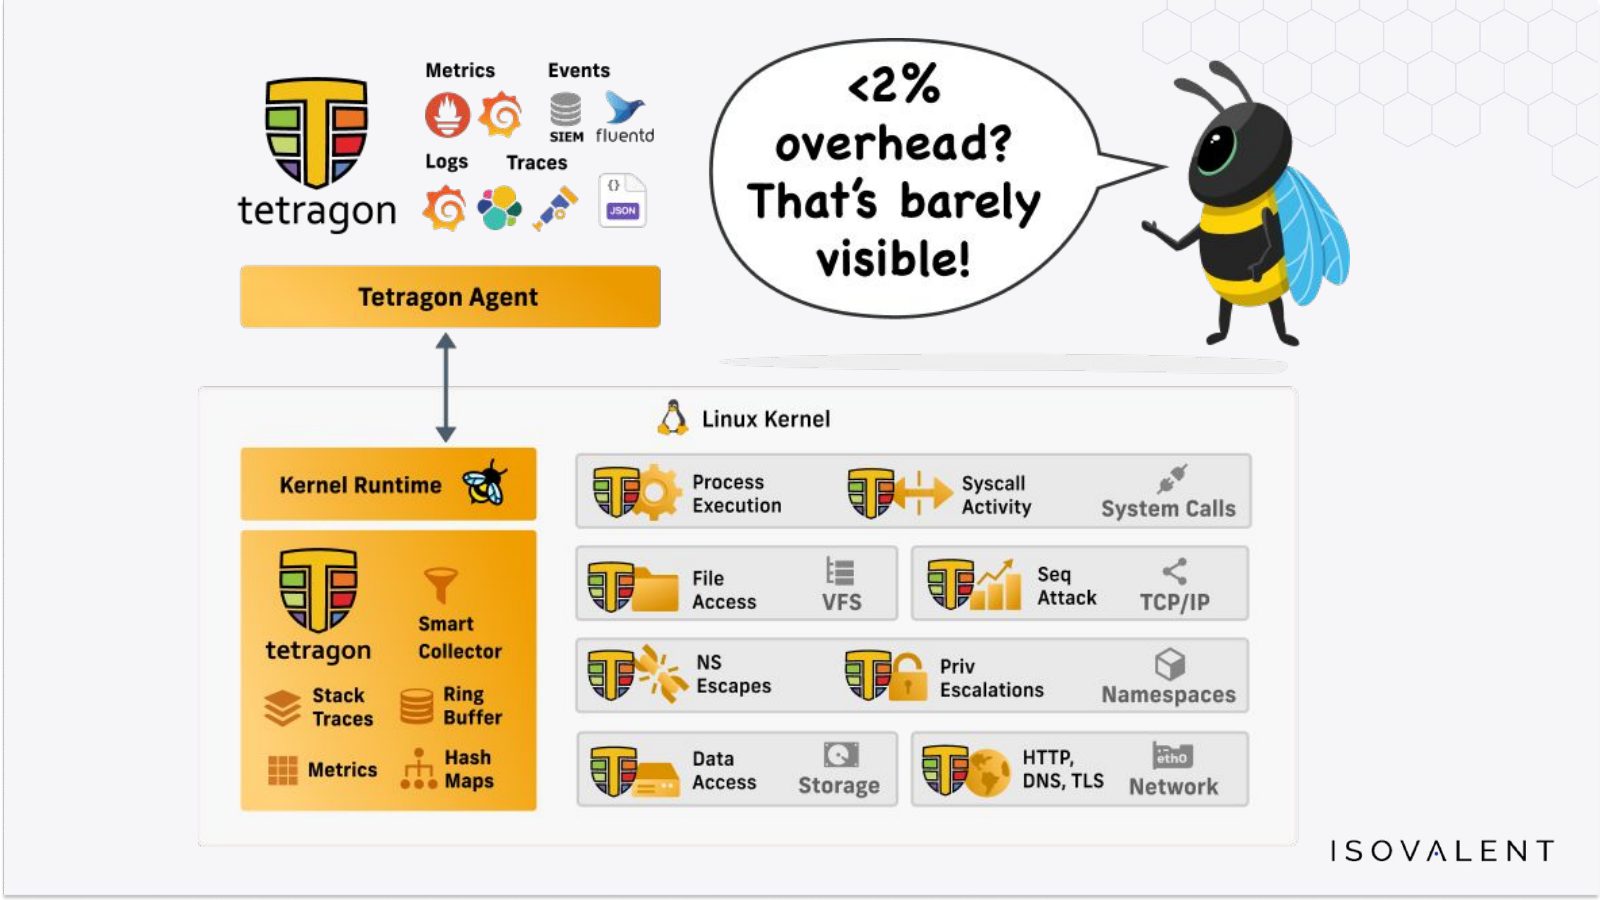 tetragon
Metrics
Events
SIEM
fluentd
Logs
Traces
{}
JSON
<2%
overhead?
That's barely
visible!
Tetragon Agent
Linux Kernel
Kernel Runtime
tetragon
Smart
Collector
Stack
Traces
Ring
Buffer
Metrics
Hash
Maps
Process
Execution
Syscall
Activity
System Calls
File
Access
VFS
Seq
Attack
TCP/IP
NS
Escapes
Priv
Escalations
Namespaces
Data
Access
Storage
HTTP,
DNS, TLS
eth0
Network
ISOVALENT